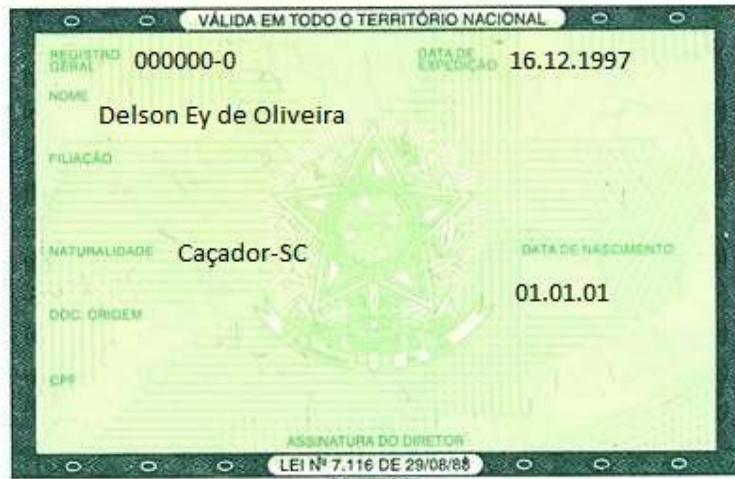 VÁLIDA EM TODO O TERRITÓRIO NACIONAL
REGISTRO GERAL 000000-0 DATA DE EXPEDIÇÃO 16.12.1997
NOME
Delson Ey de Oliveira
FILIAÇÃO
NATURALIDADE Caçador-SC DATA DE NASCIMENTO
01.01.01
DOC. ORIGEM
CPF
ASSINATURA DO DIRETOR
LEI Nº 7.116 DE 29/08/83